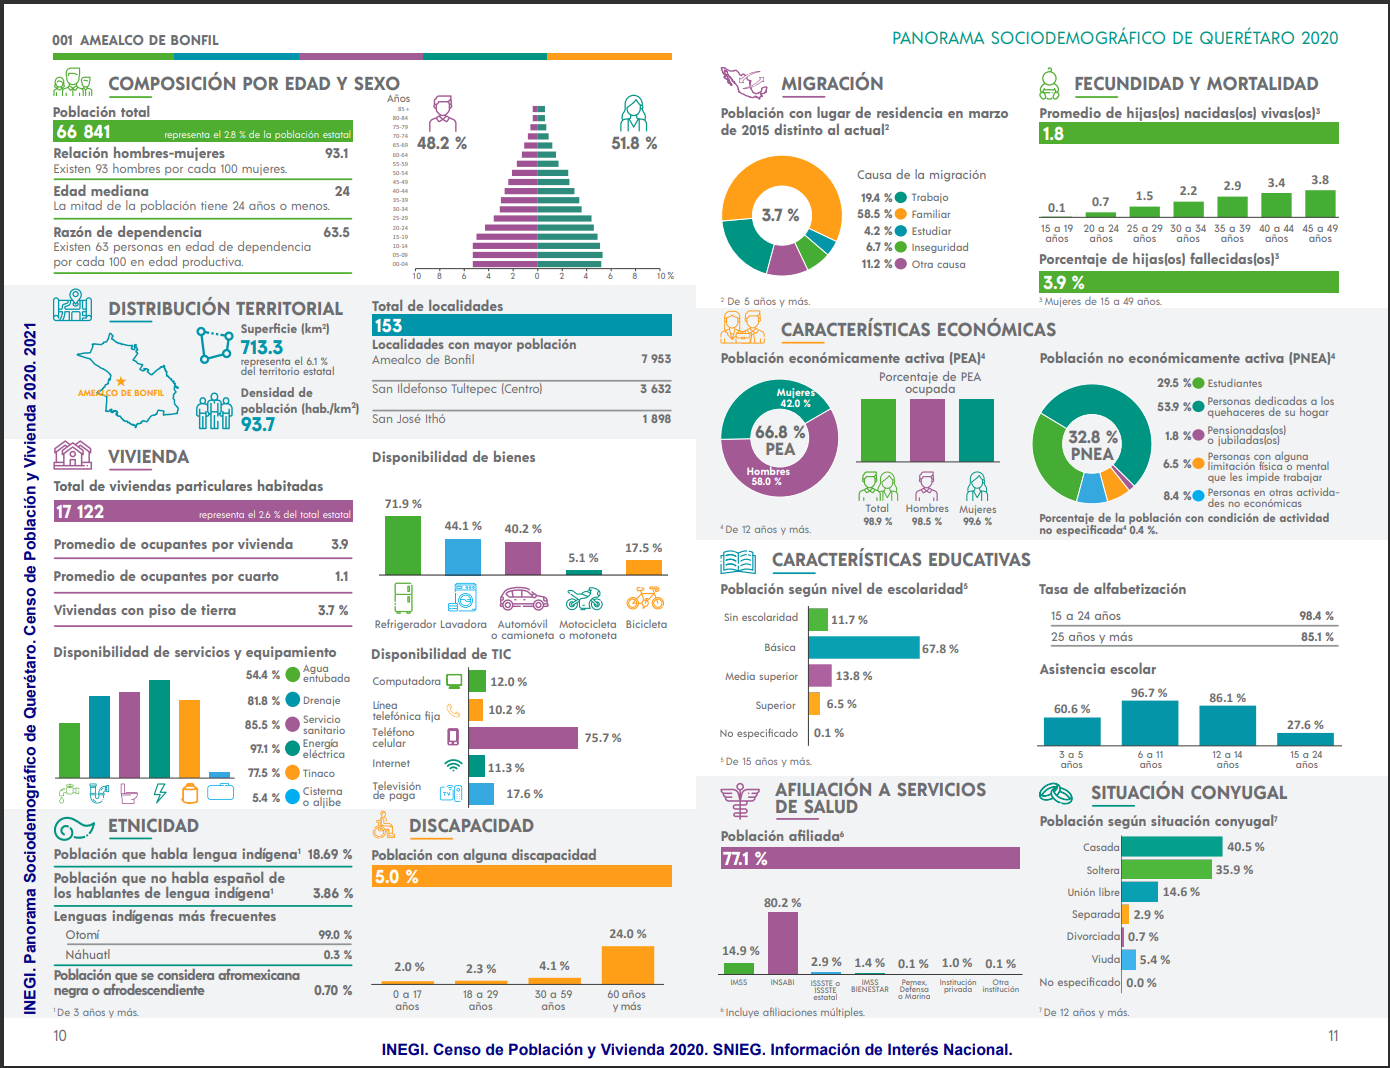 001 AMEALCO DE BONFIL
PANORAMA SOCIODEMOGRÁFICO DE QUERÉTARO 2020
COMPOSICIÓN POR EDAD Y SEXO
Población total
66 841 representa el 2.8 % de la población estatal
Relación hombres-mujeres 93.1
Existen 93 hombres por cada 100 mujeres.
Edad mediana 24
La mitad de la población tiene 24 años o menos.
Razón de dependencia 63.5
Existen 63 personas en edad de dependencia
por cada 100 en edad productiva.
Años
85 +
80-84
75-79
70-74
65-69
60-64
55-59
50-54
45-49
40-44
35-39
30-34
25-29
20-24
15-19
10-14
05-09
00-04
48.2 %
51.8 %
10 8 6 4 2 0 2 4 6 8 10 %
DISTRIBUCIÓN TERRITORIAL
AMEALCO DE BONFIL
Superficie (km²)
713.3
representa el 6.1 %
del territorio estatal
Densidad de
población (hab./km²)
93.7
Total de localidades
153
Localidades con mayor población
Amealco de Bonfil 7 953
San Ildefonso Tultepec (Centro) 3 632
San José Ithó 1 898
VIVIENDA
Total de viviendas particulares habitadas
17 122 representa el 2.6 % del total estatal
Promedio de ocupantes por vivienda 3.9
Promedio de ocupantes por cuarto 1.1
Viviendas con piso de tierra 3.7 %
Disponibilidad de servicios y equipamiento
54.4 % Agua
entubada
81.8 % Drenaje
85.5 % Servicio
sanitario
97.1 % Energía
eléctrica
77.5 % Tinaco
5.4 % Cisterna
o aljibe
Disponibilidad de bienes
71.9 %
44.1 %
40.2 %
5.1 %
17.5 %
Refrigerador Lavadora Automóvil Motocicleta Bicicleta
o camioneta o motoneta
Disponibilidad de TIC
Computadora 12.0 %
Línea
telefónica fija 10.2 %
Teléfono
celular 75.7 %
Internet 11.3 %
Televisión
de paga TV 17.6 %
ETNICIDAD
Población que habla lengua indígena¹ 18.69 %
Población que no habla español de
los hablantes de lengua indígena¹ 3.86 %
Lenguas indígenas más frecuentes
Otomí 99.0 %
Náhuatl 0.3 %
Población que se considera afromexicana
negra o afrodescendiente 0.70 %
¹ De 3 años y más.
DISCAPACIDAD
Población con alguna discapacidad
5.0 %
2.0 % 2.3 % 4.1 % 24.0 %
0 a 17 18 a 29 30 a 59 60 años
años años años y más
10
MIGRACIÓN
Población con lugar de residencia en marzo
de 2015 distinto al actual²
3.7 %
Causa de la migración
19.4 % Trabajo
58.5 % Familiar
4.2 % Estudiar
6.7 % Inseguridad
11.2 % Otra causa
² De 5 años y más.
FECUNDIDAD Y MORTALIDAD
Promedio de hijas(os) nacidas(os) vivas(os)³
1.8
0.1 0.7 1.5 2.2 2.9 3.4 3.8
15 a 19 20 a 24 25 a 29 30 a 34 35 a 39 40 a 44 45 a 49
años años años años años años años
Porcentaje de hijas(os) fallecidas(os)³
3.9 %
³ Mujeres de 15 a 49 años.
CARACTERÍSTICAS ECONÓMICAS
Población económicamente activa (PEA)⁴
Mujeres
42.0 %
66.8 %
PEA
Hombres
58.0 %
Porcentaje de PEA
ocupada
Total Hombres Mujeres
98.9 % 98.5 % 99.6 %
⁴ De 12 años y más.
Población no económicamente activa (PNEA)⁴
32.8 %
PNEA
29.5 % Estudiantes
53.9 % Personas dedicadas a los
quehaceres de su hogar
1.8 % Pensionadas(os)
o jubiladas(os)
6.5 % Personas con alguna
limitación física o mental
que les impide trabajar
8.4 % Personas en otras activida-
des no económicas
Porcentaje de la población con condición de actividad
no especificada⁴ 0.4 %.
CARACTERÍSTICAS EDUCATIVAS
Población según nivel de escolaridad⁵
Sin escolaridad 11.7 %
Básica 67.8 %
Media superior 13.8 %
Superior 6.5 %
No especificado 0.1 %
⁵ De 15 años y más.
Tasa de alfabetización
15 a 24 años 98.4 %
25 años y más 85.1 %
Asistencia escolar
60.6 % 96.7 % 86.1 % 27.6 %
3 a 5 6 a 11 12 a 14 15 a 24
años años años años
AFILIACIÓN A SERVICIOS
DE SALUD
Población afiliada⁶
77.1 %
14.9 % 80.2 % 2.9 % 1.4 % 0.1 % 1.0 % 0.1 %
IMSS INSABI ISSSTE o IMSS Pemex, Institución Otra
ISSSTE BIENESTAR Defensa privada institución
estatal o Marina
⁶ Incluye afiliaciones múltiples.
SITUACIÓN CONYUGAL
Población según situación conyugal⁷
Casada 40.5 %
Soltera 35.9 %
Unión libre 14.6 %
Separada 2.9 %
Divorciada 0.7 %
Viuda 5.4 %
No especificado 0.0 %
⁷ De 12 años y más.
11
INEGI. Panorama Sociodemográfico de Querétaro. Censo de Población y Vivienda 2020. 2021
INEGI. Censo de Población y Vivienda 2020. SNIEG. Información de Interés Nacional.